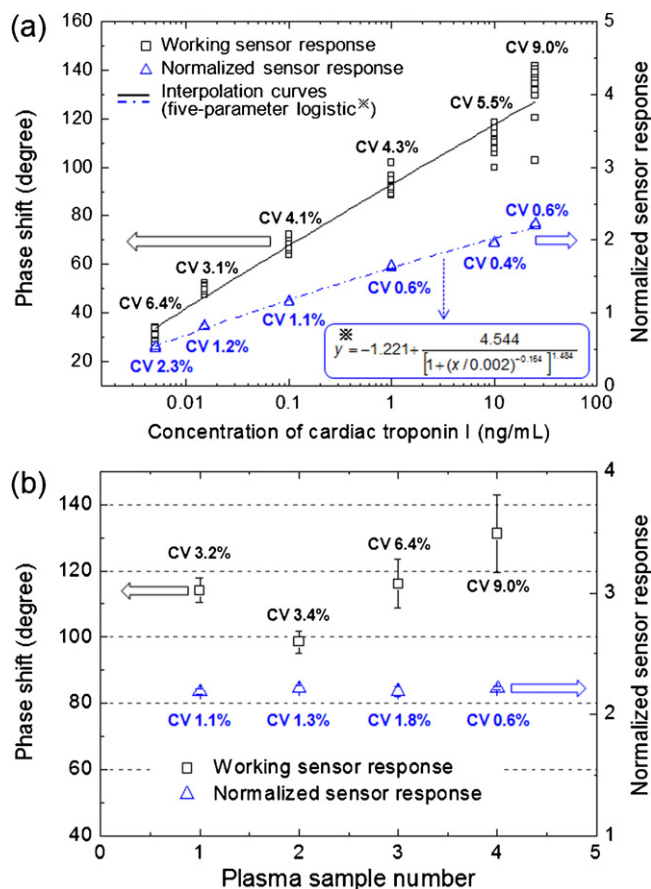 (a)
Working sensor response
Normalized sensor response
Interpolation curves
(five-parameter logistic※)
CV 9.0%
CV 5.5%
CV 4.3%
CV 4.1%
CV 3.1%
CV 6.4%
CV 0.6%
CV 0.4%
CV 0.6%
CV 1.1%
CV 1.2%
CV 2.3%
※
y = -1.221+ 4.544 / [1+(x/0.002)^-0.164]^1.484
160
140
120
100
80
60
40
20
Phase shift (degree)
5
4
3
2
1
0
Normalized sensor response
0.01 0.1 1 10 100
Concentration of cardiac troponin I (ng/mL)
(b)
140
120
100
80
60
40
Phase shift (degree)
CV 3.2%
CV 3.4%
CV 6.4%
CV 9.0%
CV 1.1% CV 1.3% CV 1.8% CV 0.6%
Working sensor response
Normalized sensor response
4
3
2
1
Normalized sensor response
0 1 2 3 4 5
Plasma sample number